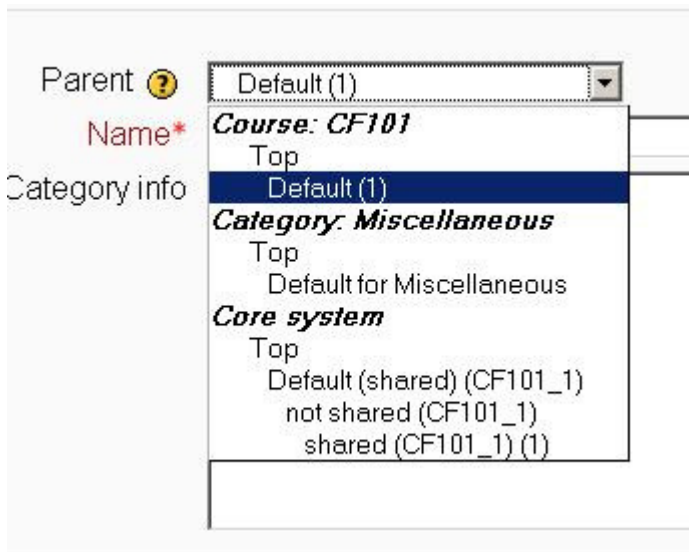 Parent ? Default (1)
Name*
Category info
Course: CF101
Top
Default (1)
Category: Miscellaneous
Top
Default for Miscellaneous
Core system
Top
Default (shared) (CF101_1)
not shared (CF101_1)
shared (CF101_1) (1)